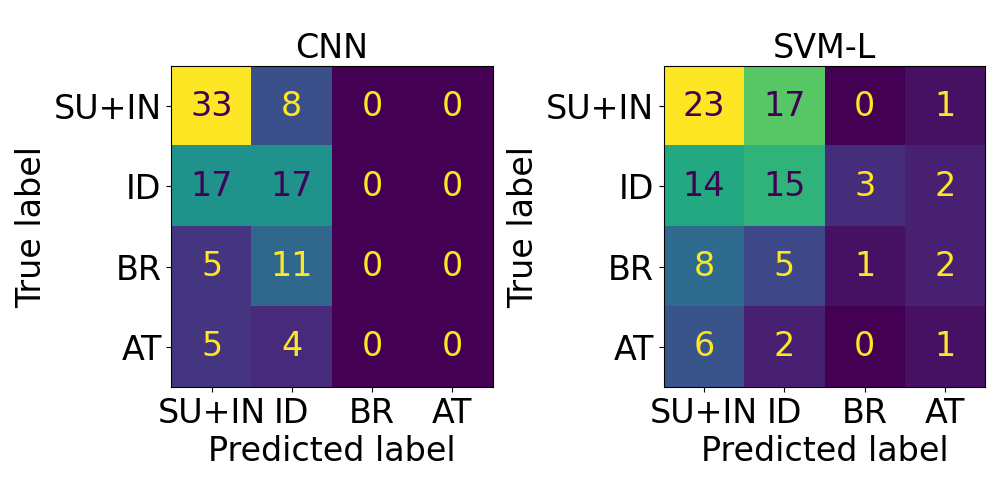 CNN
True label
SU+IN 33 8 0 0
ID 17 17 0 0
BR 5 11 0 0
AT 5 4 0 0
SU+IN ID BR AT
Predicted label
SVM-L
True label
SU+IN 23 17 0 1
ID 14 15 3 2
BR 8 5 1 2
AT 6 2 0 1
SU+IN ID BR AT
Predicted label